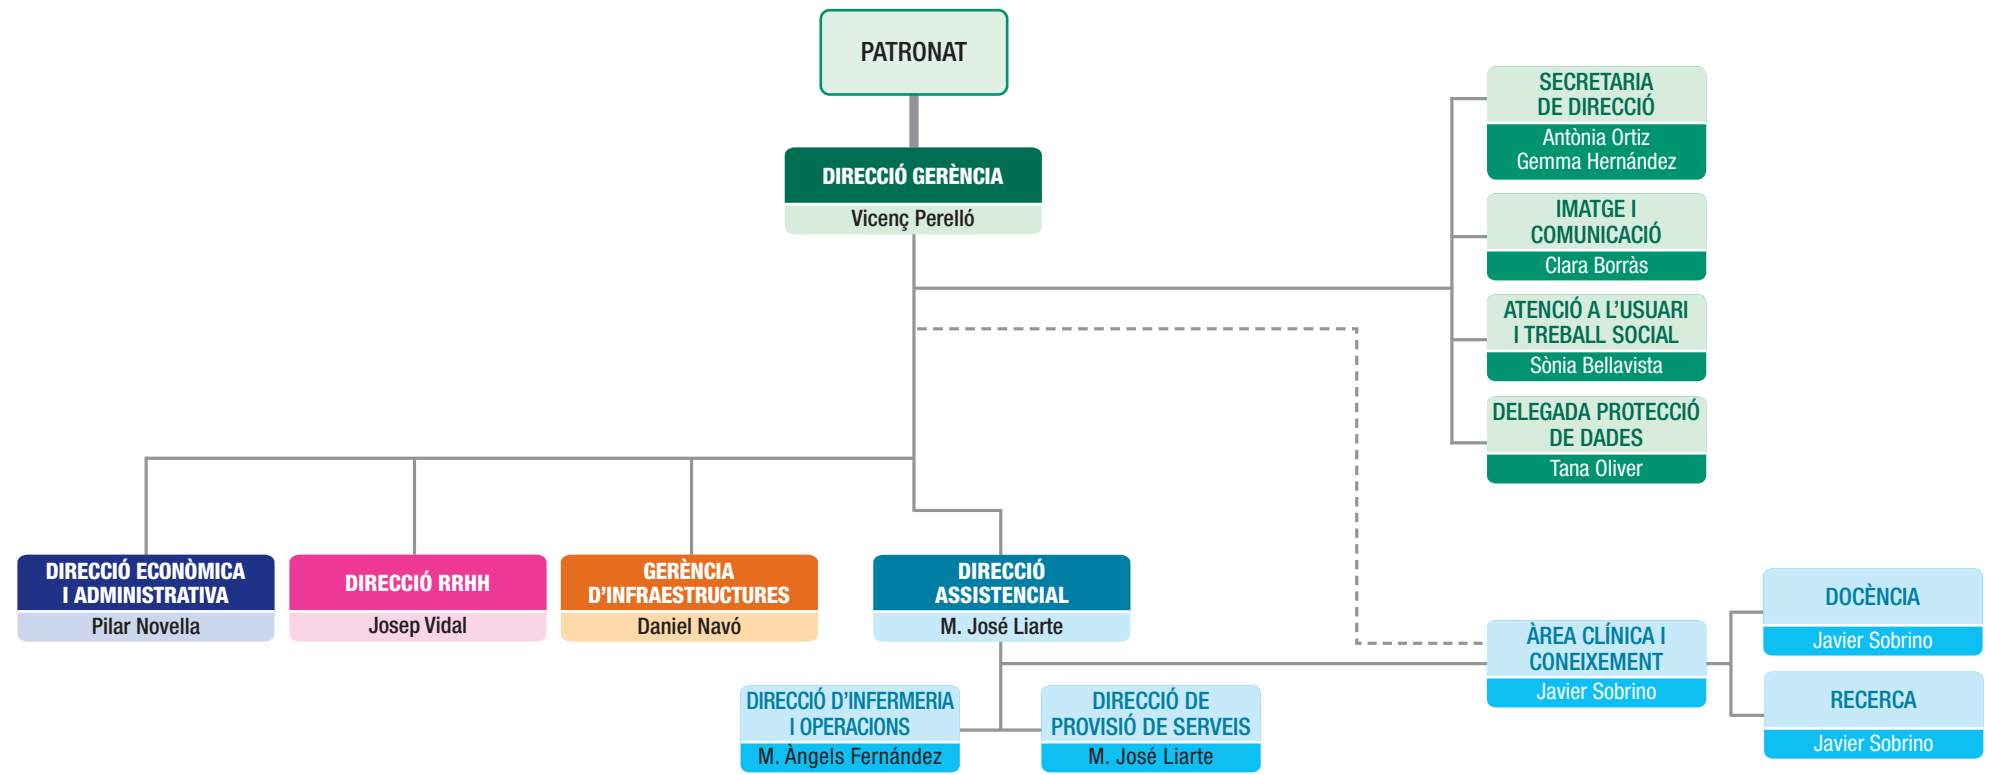 PATRONAT
DIRECCIÓ GERÈNCIA
Vicenç Perelló
SECRETARIA
DE DIRECCIÓ
Antònia Ortiz
Gemma Hernández
IMATGE I
COMUNICACIÓ
Clara Borràs
ATENCIÓ A L’USUARI
I TREBALL SOCIAL
Sònia Bellavista
DELEGADA PROTECCIÓ
DE DADES
Tana Oliver
DIRECCIÓ ECONÒMICA
I ADMINISTRATIVA
Pilar Novella
DIRECCIÓ RRHH
Josep Vidal
GERÈNCIA
D’INFRAESTRUCTURES
Daniel Navó
DIRECCIÓ
ASSISTENCIAL
M. José Liarte
DIRECCIÓ D’INFERMERIA
I OPERACIONS
M. Àngels Fernández
DIRECCIÓ DE
PROVISIÓ DE SERVEIS
M. José Liarte
ÀREA CLÍNICA I
CONEIXEMENT
Javier Sobrino
DOCÈNCIA
Javier Sobrino
RECERCA
Javier Sobrino